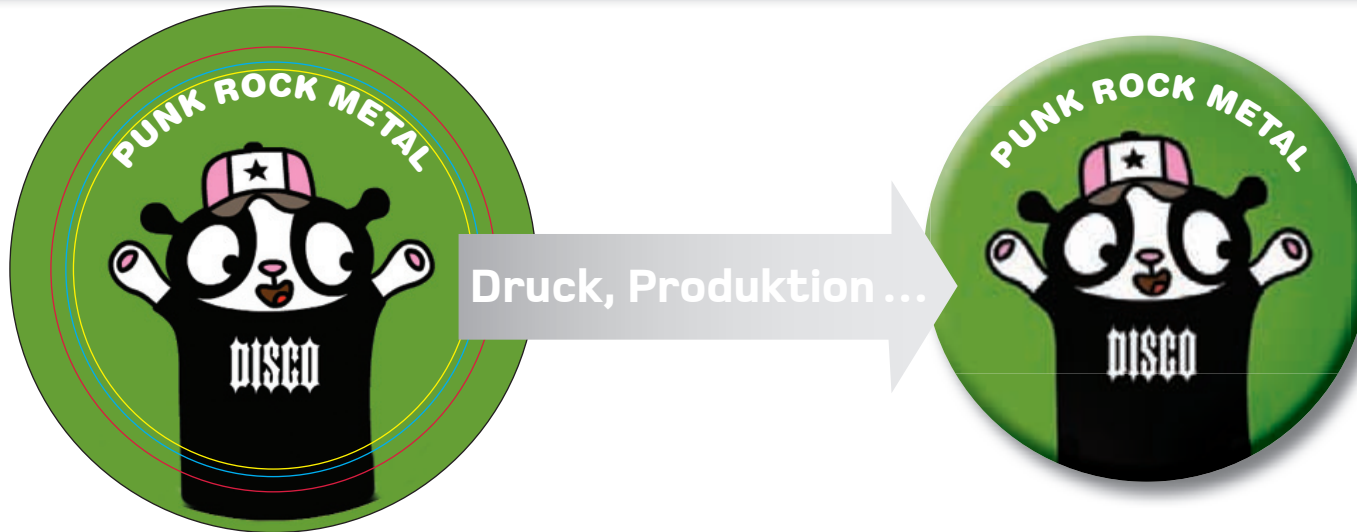 PUNK ROCK METAL
DISCO
Druck, Produktion ...
PUNK ROCK METAL
DISCO